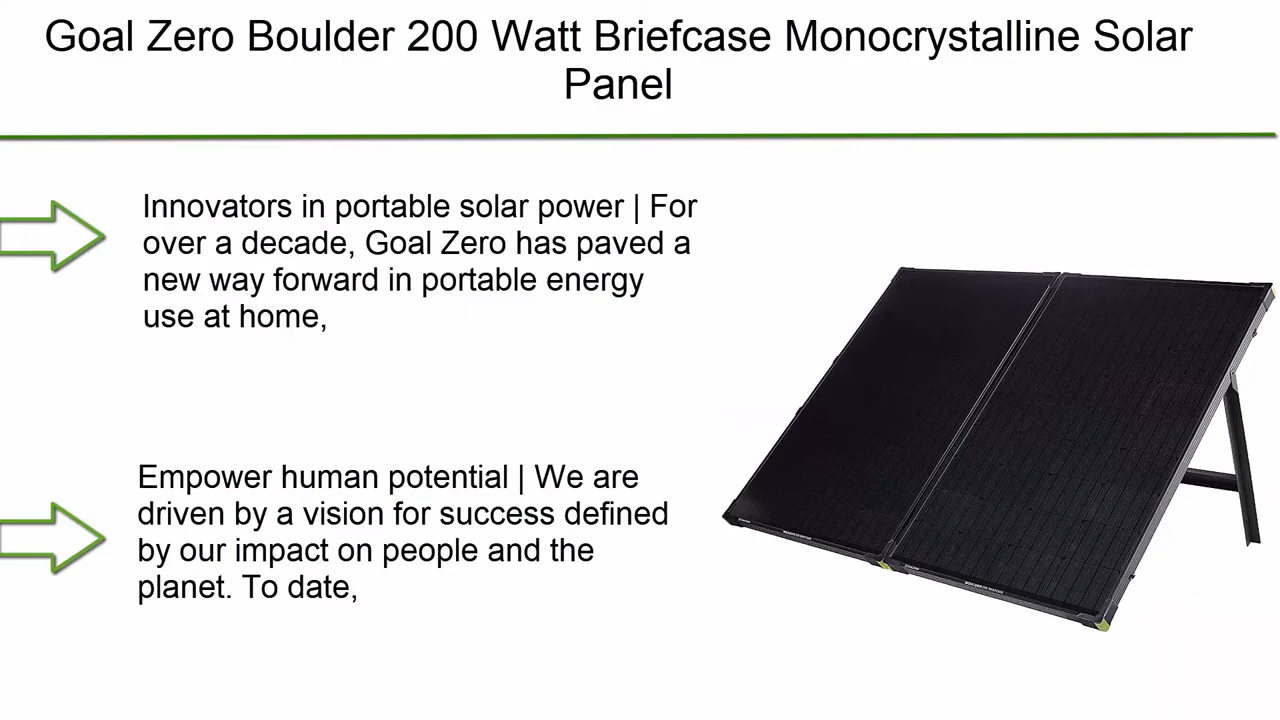 Goal Zero Boulder 200 Watt Briefcase Monocrystalline Solar
Panel
Innovators in portable solar power | For
over a decade, Goal Zero has paved a
new way forward in portable energy
use at home,
Empower human potential | We are
driven by a vision for success defined
by our impact on people and the
planet. To date,